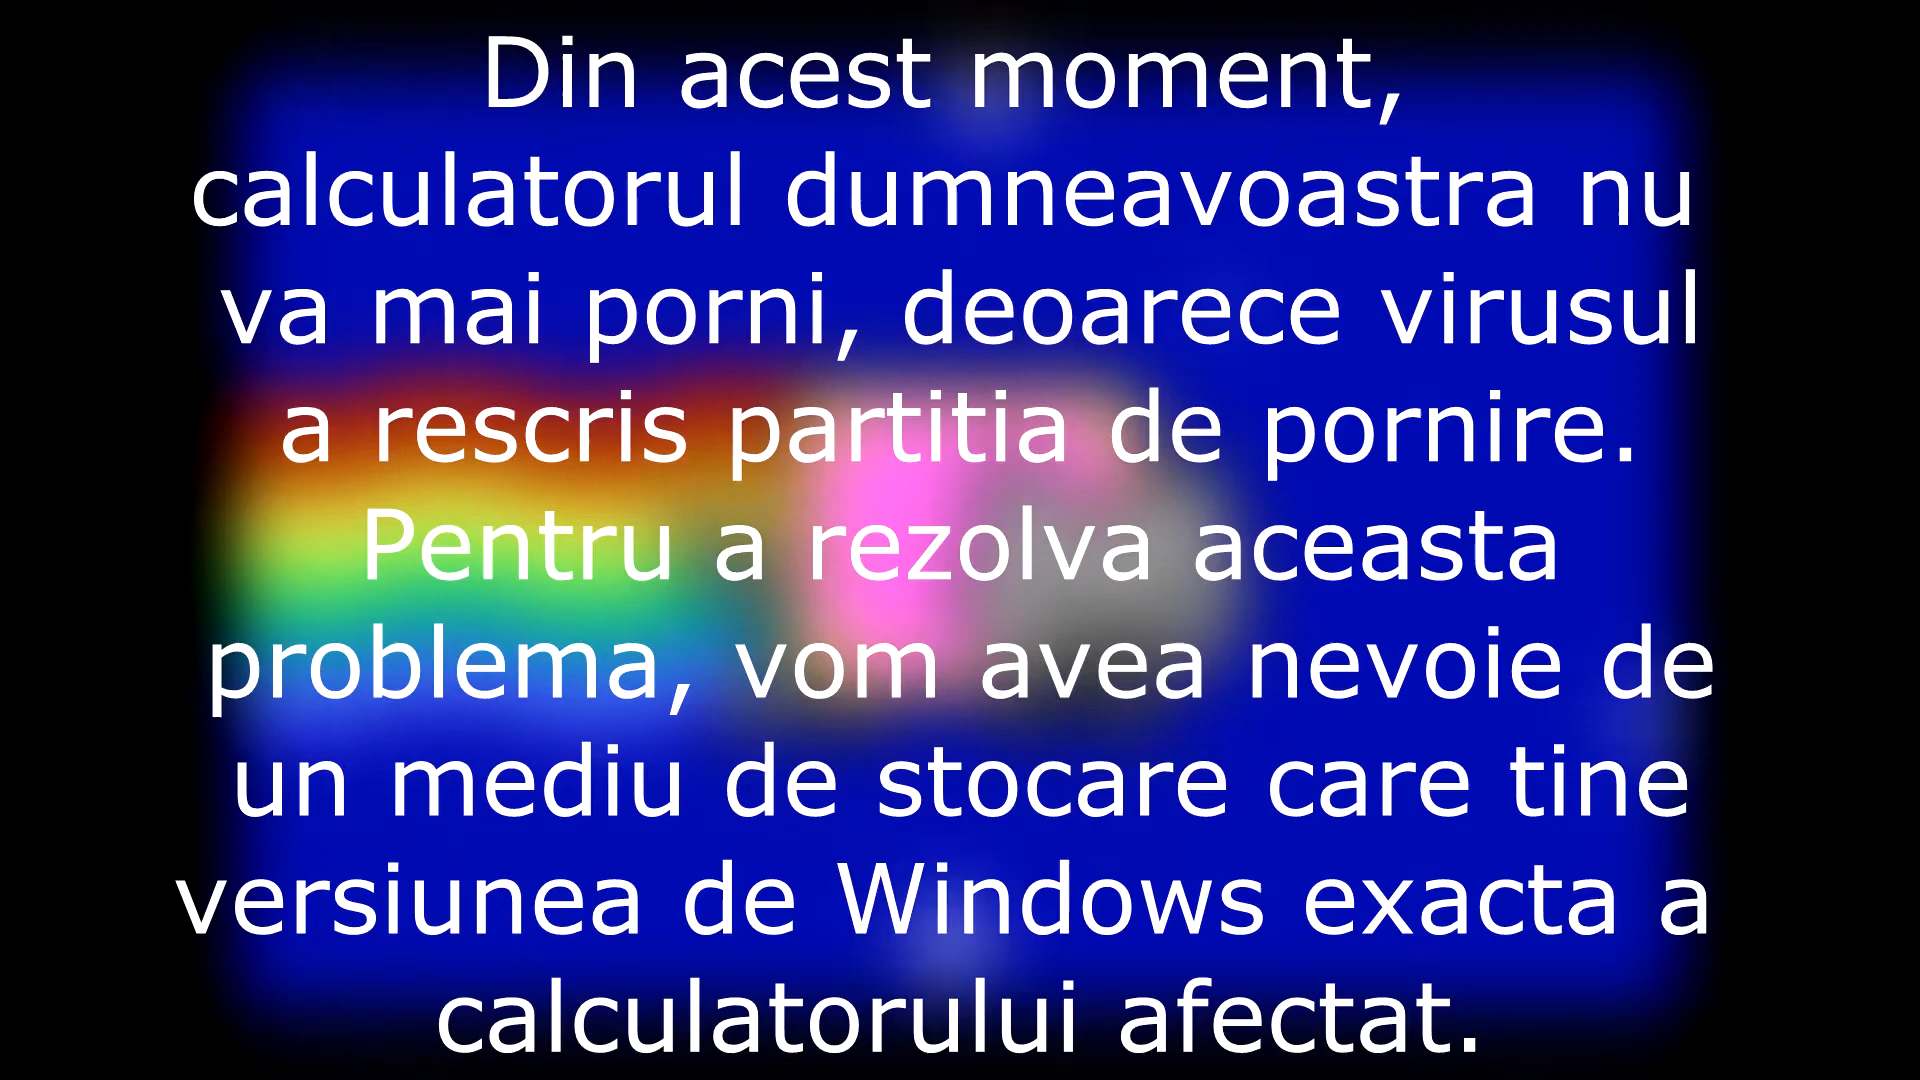 Din acest moment,
calculatorul dumneavoastra nu
va mai porni, deoarece virusul
a rescris partitia de pornire.
Pentru a rezolva aceasta
problema, vom avea nevoie de
un mediu de stocare care tine
versiunea de Windows exacta a
calculatorului afectat.